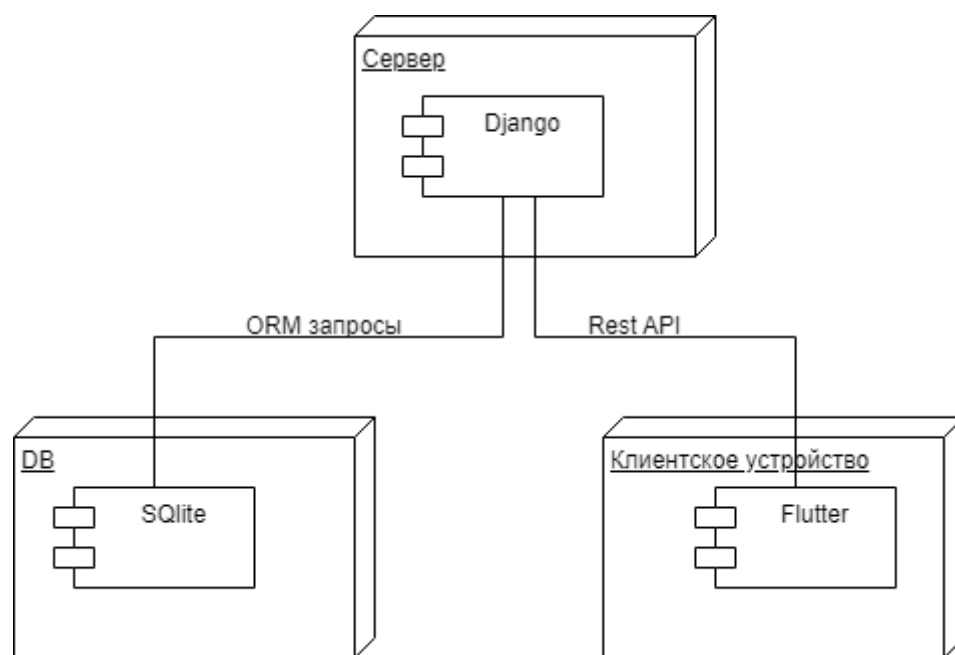 Сервер
Django
ORM запросы
Rest API
DB
SQlite
Клиентское устройство
Flutter